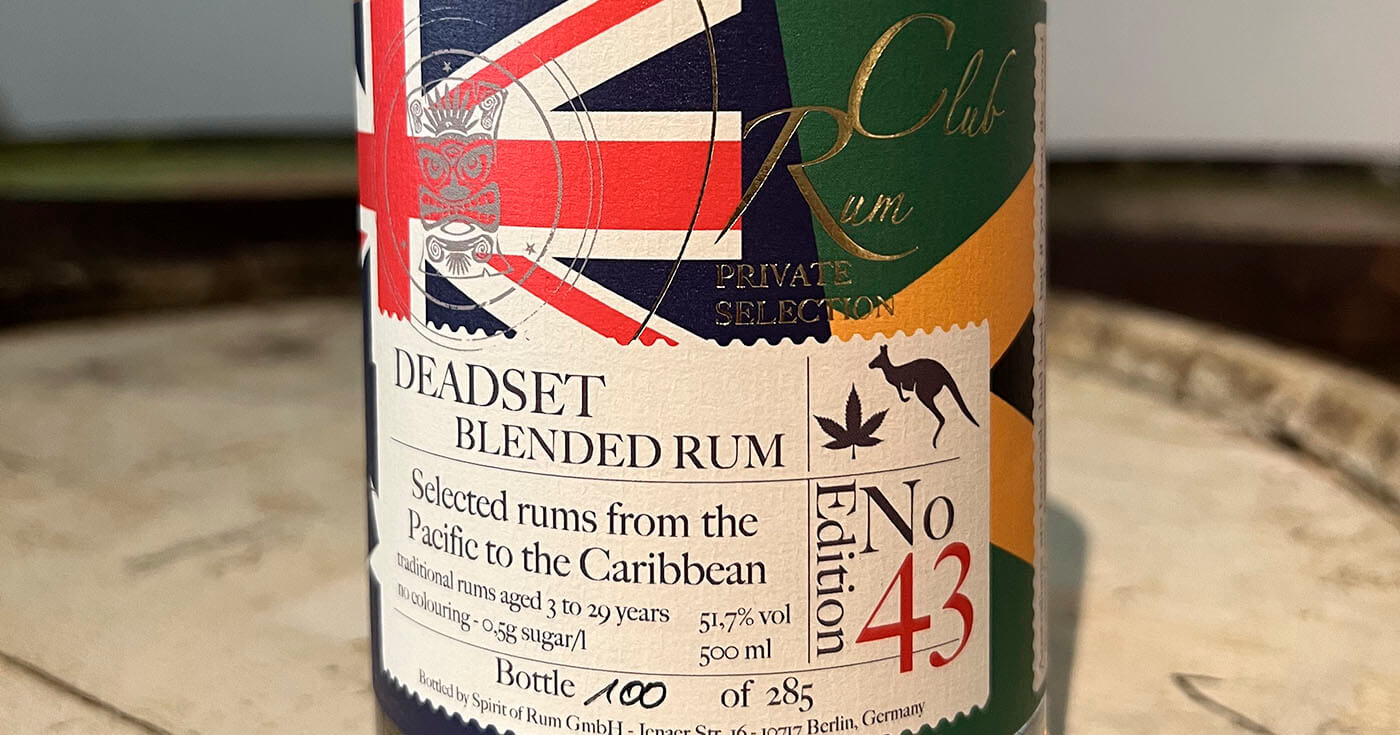 Club
Rum
PRIVATE
SELECTION
DEADSET
BLENDED RUM
Selected rums from the
Pacific to the Caribbean
traditional rums aged 3 to 29 years
no colouring - 0,5g sugar/l
51,7% vol
500 ml
Edition
No
43
Bottle 100 of 285
Bottled by Spirit of Rum GmbH - Jenaer Str. 16 - 10717 Berlin, Germany